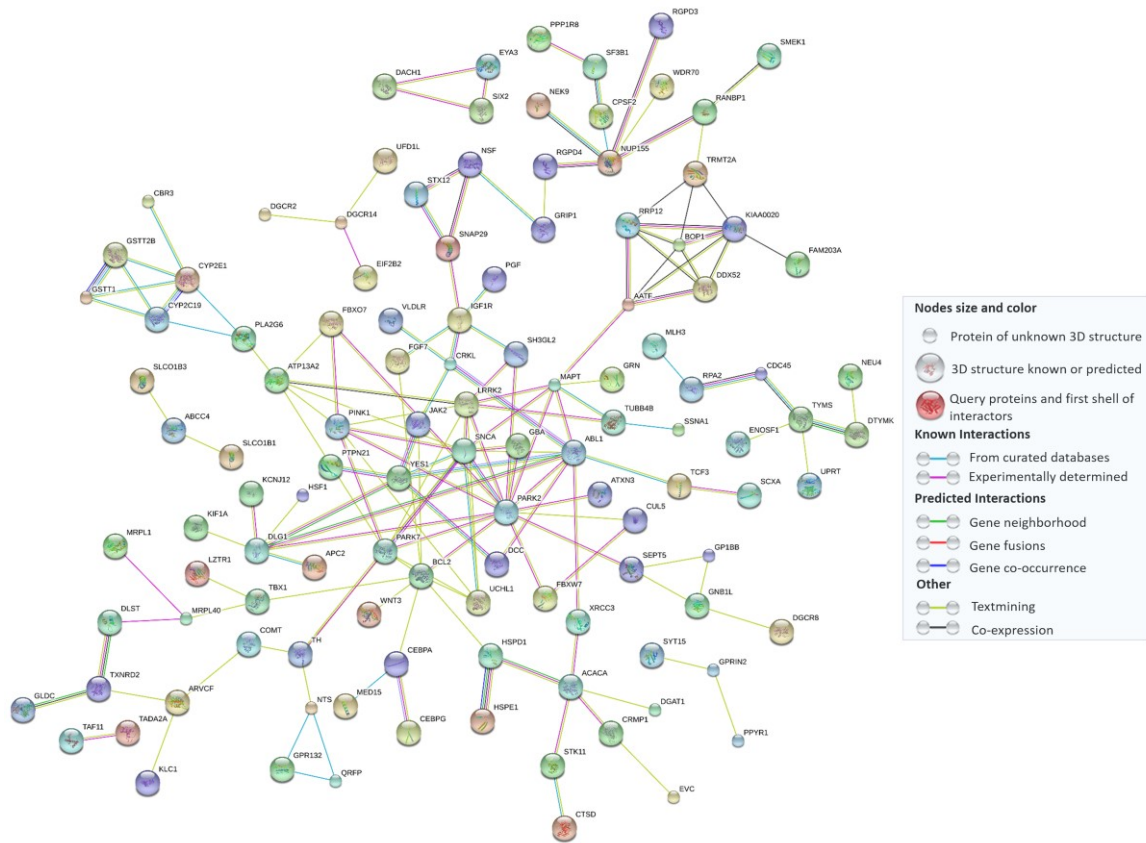 RGPD3
PPP1R8
SMEK1
EYA3
SF3B1
DACH1
WDR70
NEK9
SIX2
CPSF2
RANBP1
UFD1L
NSF
RGPD4
NUP155
TRMT2A
STX12
CBR3
DGCR2
DGCR14
GRIP1
RRP12
KIAA0020
GSTT2B
SNAP29
BOP1
FAM203A
CYP2E1
EIF2B2
PGF
DDX52
GSTT1
AATF
CYP2C19
FBXO7
VLDLR
IGF1R
PLA2G6
MLH3
SH3GL2
FGF7
CRKL
CDC45
NEU4
SLCO1B3
ATP13A2
RPA2
MAPT
GRN
LRRK2
TYMS
ABCC4
PINK1
JAK2
TUBB4B
SSNA1
ENOSF1
DTYMK
SLCO1B1
SNCA
GBA
ABL1
PTPN21
YES1
TCF3
UPRT
KCNJ12
HSF1
SCXA
ATXN3
PARK2
KIF1A
CUL5
MRPL1
DLG1
PARK7
LZTR1
APC2
BCL2
DCC
SEPT5
GP1BB
TBX1
UCHL1
FBXW7
GNB1L
DLST
MRPL40
WNT3
XRCC3
DGCR8
COMT
TH
HSPD1
SYT15
GPRIN2
CEBPA
ACACA
TXNRD2
ARVCF
GLDC
NTS
MED15
DGAT1
TAF11
TADA2A
CEBPG
HSPE1
CRMP1
PPYR1
KLC1
GPR132
QRFP
STK11
EVC
CTSD
Nodes size and color
Protein of unknown 3D structure
3D structure known or predicted
Query proteins and first shell of
interactors
Known Interactions
From curated databases
Experimentally determined
Predicted Interactions
Gene neighborhood
Gene fusions
Gene co-occurrence
Other
Textmining
Co-expression